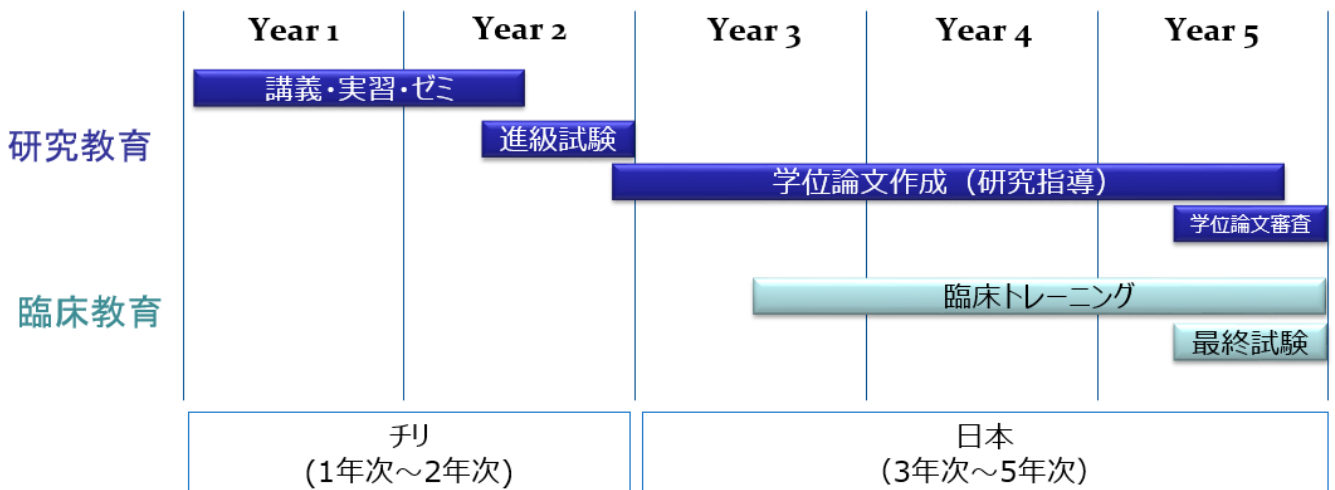 Year 1
Year 2
Year 3
Year 4
Year 5
講義・実習・ゼミ
研究教育
進級試験
学位論文作成（研究指導）
学位論文審査
臨床教育
臨床トレーニング
最終試験
チリ
(1年次～2年次)
日本
（3年次～5年次）